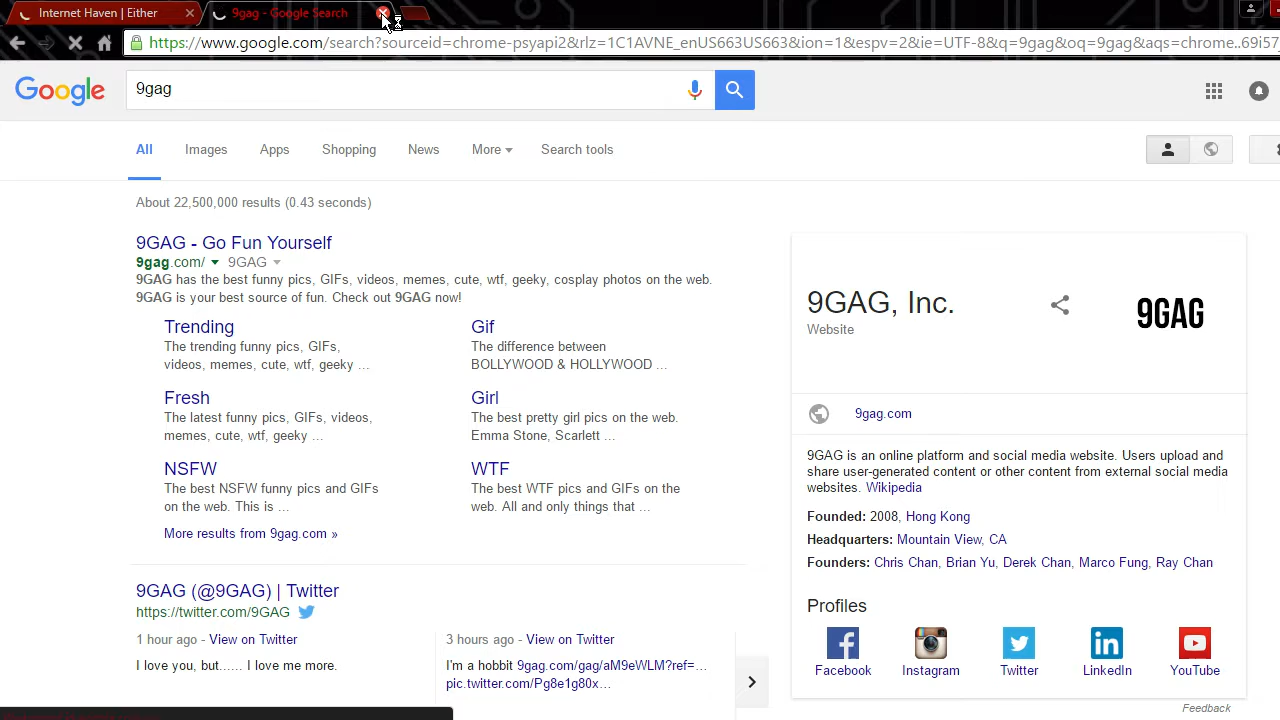 Internet Haven | Either
9gag - Google Search
https://www.google.com/search?sourceid=chrome-psyapi2&rlz=1C1AVNE_enUS663US663&ion=1&espv=2&ie=UTF-8&q=9gag&oq=9gag&aqs=chrome..69i57
Google
9gag
All
Images
Apps
Shopping
News
More
Search tools
About 22,500,000 results (0.43 seconds)
9GAG - Go Fun Yourself
9gag.com/ 9GAG
9GAG has the best funny pics, GIFs, videos, memes, cute, wtf, geeky, cosplay photos on the web.
9GAG is your best source of fun. Check out 9GAG now!
Trending
The trending funny pics, GIFs,
videos, memes, cute, wtf, geeky ...
Gif
The difference between
BOLLYWOOD & HOLLYWOOD ...
Fresh
The latest funny pics, GIFs, videos,
memes, cute, wtf, geeky ...
Girl
The best pretty girl pics on the web.
Emma Stone, Scarlett ...
NSFW
The best NSFW funny pics and GIFs
on the web. This is ...
WTF
The best WTF pics and GIFs on the
web. All and only things that ...
More results from 9gag.com »
9GAG (@9GAG) | Twitter
https://twitter.com/9GAG
1 hour ago - View on Twitter
I love you, but...... I love me more.
3 hours ago - View on Twitter
I'm a hobbit 9gag.com/gag/aM9eWLM?ref=...
pic.twitter.com/Pg8e1g80x...
9GAG, Inc.
Website
9GAG
9gag.com
9GAG is an online platform and social media website. Users upload and
share user-generated content or other content from external social media
websites. Wikipedia
Founded: 2008, Hong Kong
Headquarters: Mountain View, CA
Founders: Chris Chan, Brian Yu, Derek Chan, Marco Fung, Ray Chan
Profiles
Facebook
Instagram
Twitter
LinkedIn
YouTube
Feedback